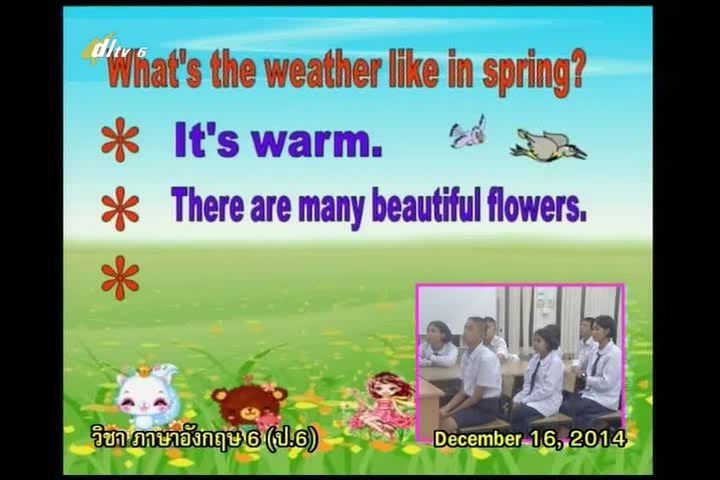 dltv 6
What's the weather like in spring?
It's warm.
There are many beautiful flowers.
วิชา ภาษาอังกฤษ 6 (ป.6)
December 16, 2014